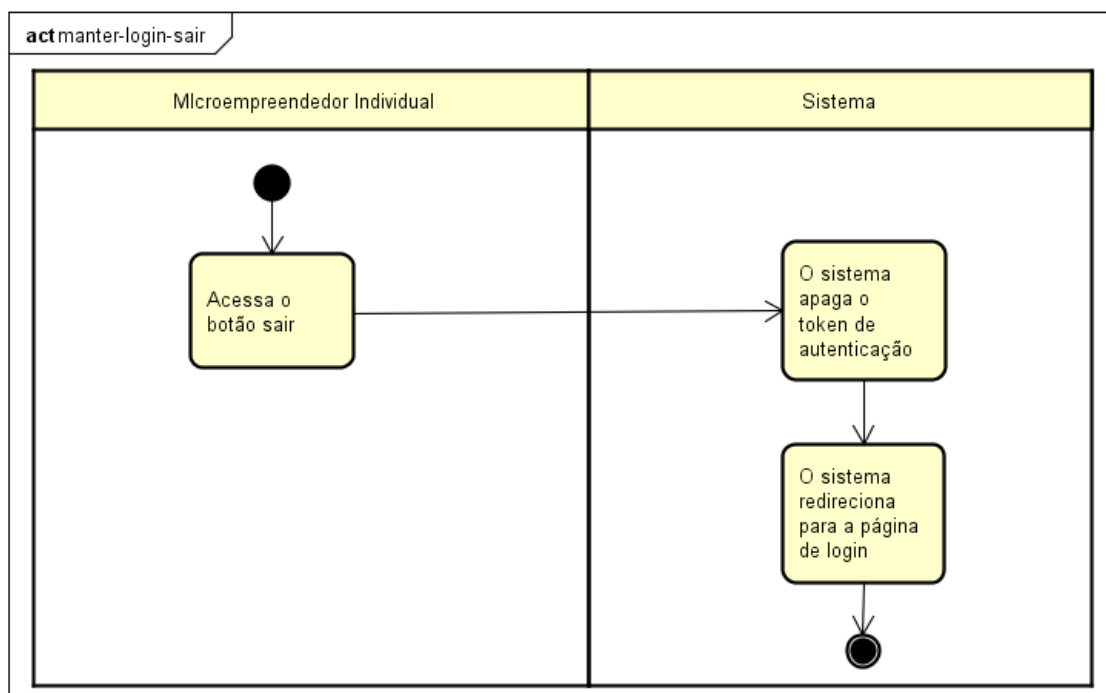 act manter-login-sair
MIcroempreendedor Individual
Sistema
Acessa o
botão sair
O sistema
apaga o
token de
autenticação
O sistema
redireciona
para a página
de login